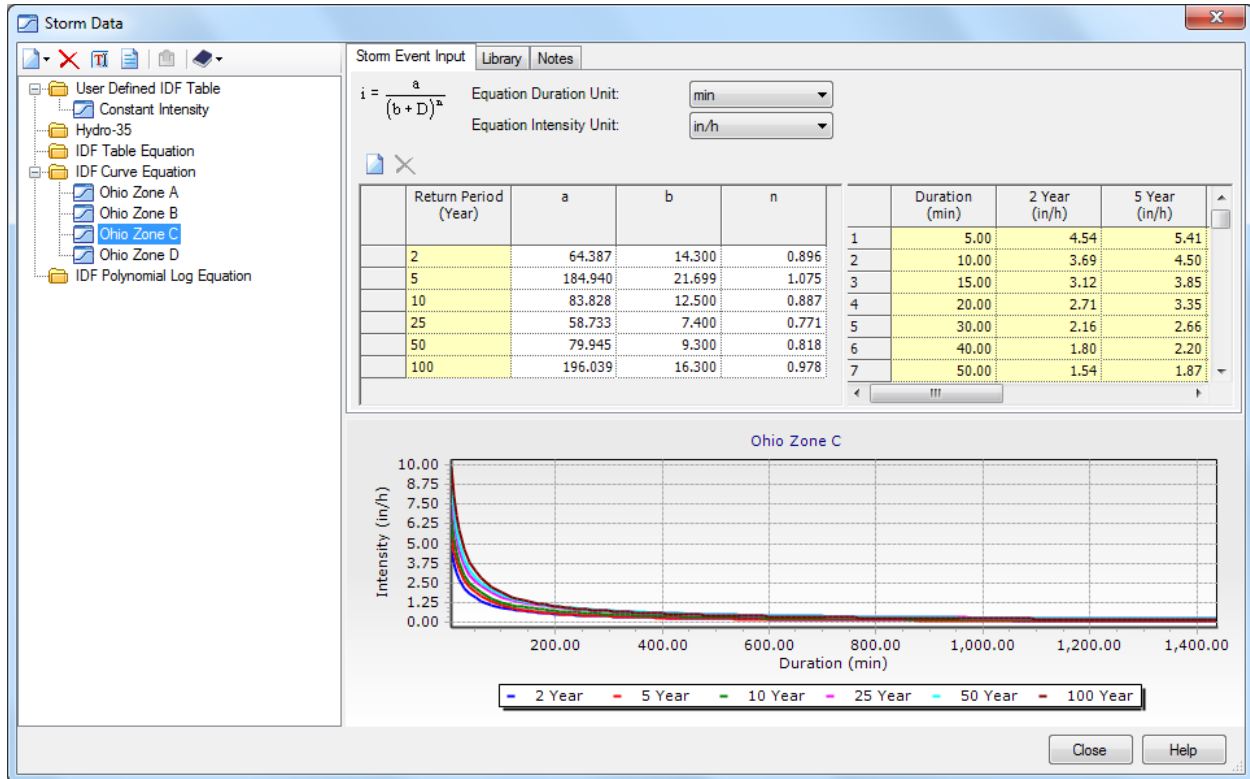 Storm Data
Storm Event Input Library Notes
User Defined IDF Table
Constant Intensity
Hydro-35
IDF Table Equation
IDF Curve Equation
Ohio Zone A
Ohio Zone B
Ohio Zone C
Ohio Zone D
IDF Polynomial Log Equation
i = a / (b + D)^n
Equation Duration Unit: min
Equation Intensity Unit: in/h
Return Period (Year) a b n
2 64.387 14.300 0.896
5 184.940 21.699 1.075
10 83.828 12.500 0.887
25 58.733 7.400 0.771
50 79.945 9.300 0.818
100 196.039 16.300 0.978
Duration (min) 2 Year (in/h) 5 Year (in/h)
1 5.00 4.54 5.41
2 10.00 3.69 4.50
3 15.00 3.12 3.85
4 20.00 2.71 3.35
5 30.00 2.16 2.66
6 40.00 1.80 2.20
7 50.00 1.54 1.87
Ohio Zone C
Intensity (in/h)
10.00
8.75
7.50
6.25
5.00
3.75
2.50
1.25
0.00
200.00 400.00 600.00 800.00 1,000.00 1,200.00 1,400.00
Duration (min)
2 Year 5 Year 10 Year 25 Year 50 Year 100 Year
Close Help